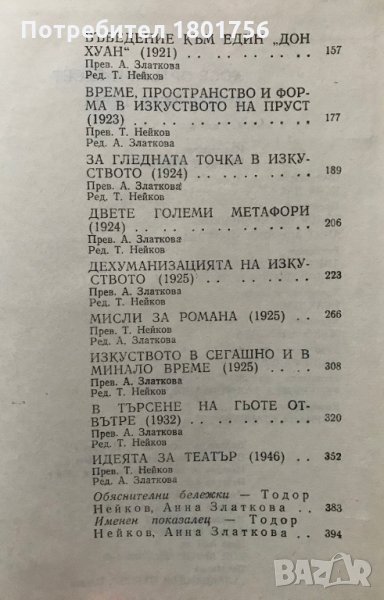 Потребител 1801756
ВЪВЕДЕНИЕ КЪМ ЕДИН „ДОН
ХУАН“ (1921) . . . . . . . . . . 157
Прев. А. Златкова
Ред. Т. Нейков
ВРЕМЕ, ПРОСТРАНСТВО И ФОР-
МА В ИЗКУСТВОТО НА ПРУСТ
(1923) . . . . . . . . . . 177
Прев. Т. Нейков
Ред. А. Златкова
ЗА ГЛЕДНАТА ТОЧКА В ИЗКУ-
СТВОТО (1924) . . . . . . . . . . 189
Прев. А. Златкова
Ред. Т. Нейков
ДВЕТЕ ГОЛЕМИ МЕТАФОРИ
(1924) . . . . . . . . . . 206
Прев. А. Златкова
Ред. Т. Нейков
ДЕХУМАНИЗАЦИЯТА НА ИЗКУ-
СТВОТО (1925) . . . . . . . . . . 223
Прев. А. Златкова
Ред. Т. Нейков
МИСЛИ ЗА РОМАНА (1925) . . . 266
Прев. Т. Нейков
Ред. А. Златкова
ИЗКУСТВОТО В СЕГАШНО И В
МИНАЛО ВРЕМЕ (1925) . . . . 308
Прев. А. Златкова
Ред. Т. Нейков
В ТЪРСЕНЕ НА ГЬОТЕ ОТ-
ВЪТРЕ (1932) . . . . . . . . . . 320
Прев. А. Златкова
Ред. Т. Нейков
ИДЕЯТА ЗА ТЕАТЪР (1946) . . . 352
Прев. Т. Нейков
Ред. А. Златкова
Обяснителни бележки — Тодор
Нейков, Анна Златкова . . 383
Именен показалец — Тодор
Нейков, Анна Златкова . . 394
bazar